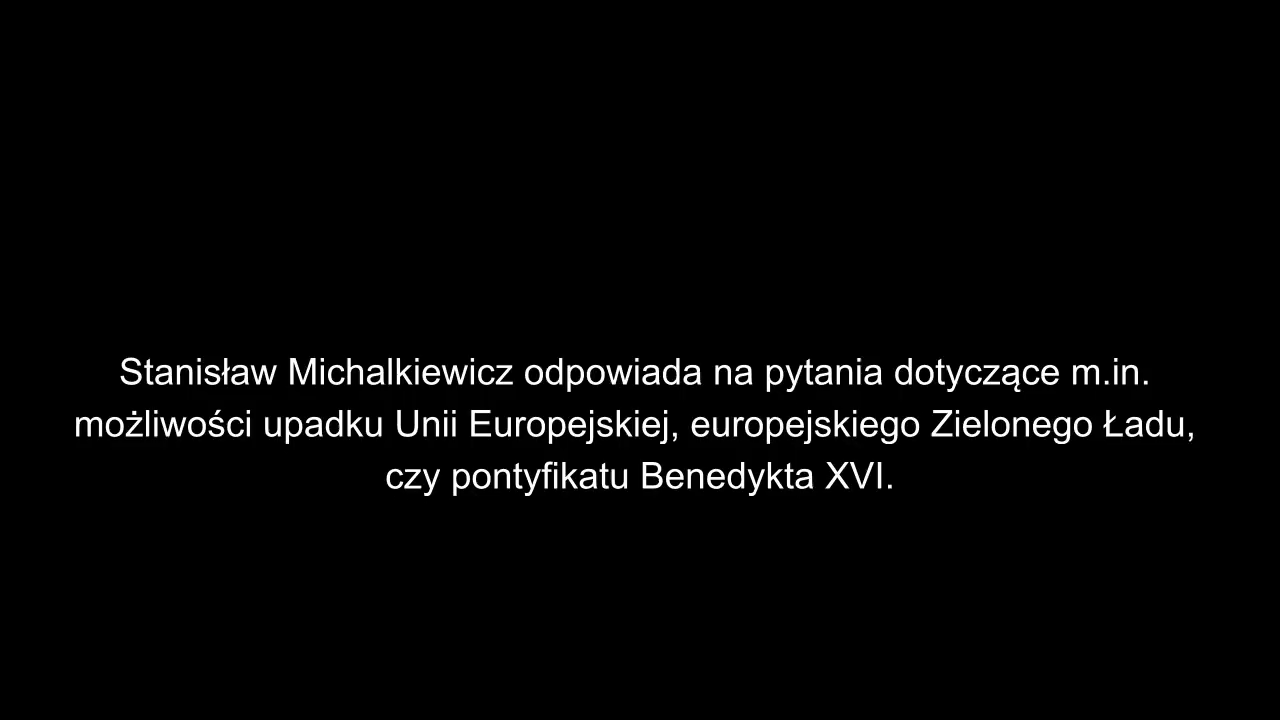 Stanisław Michalkiewicz odpowiada na pytania dotyczące m.in.
możliwości upadku Unii Europejskiej, europejskiego Zielonego Ładu,
czy pontyfikatu Benedykta XVI.